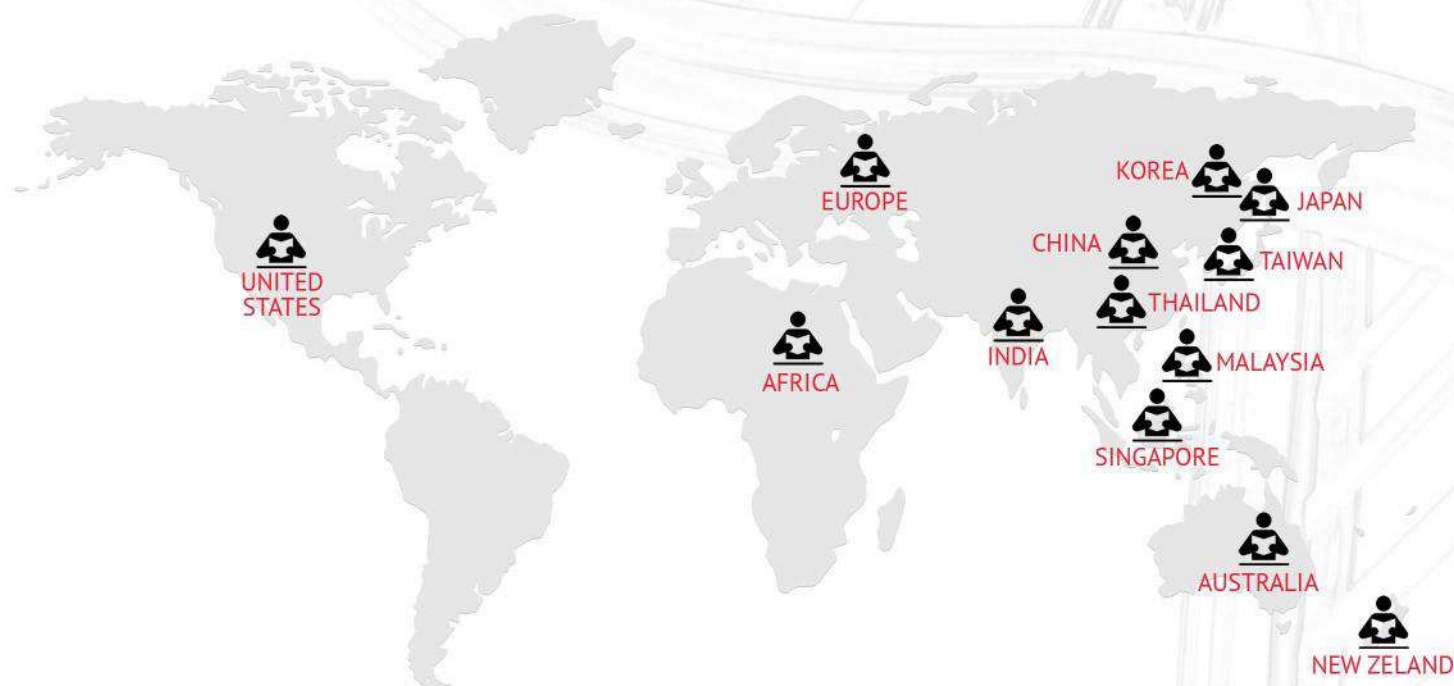 KOREA
EUROPE
JAPAN
CHINA
TAIWAN
UNITED
STATES
THAILAND
INDIA
MALAYSIA
AFRICA
SINGAPORE
AUSTRALIA
NEW ZELAND